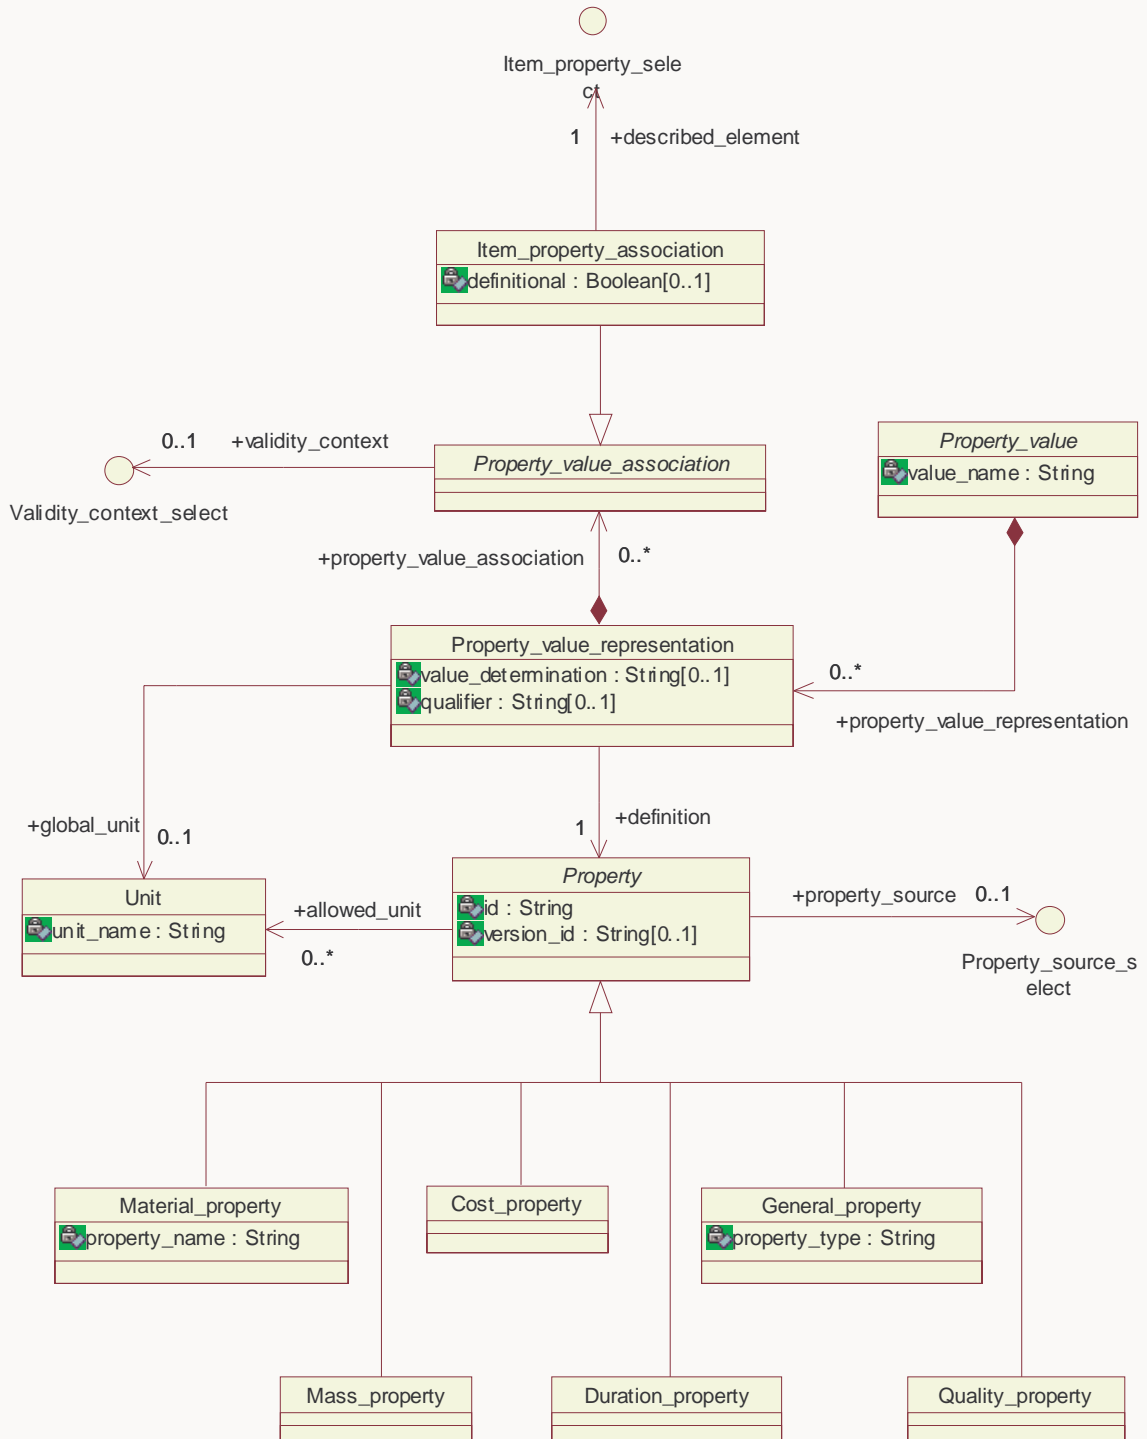 Item_property_sele
ct
1
+described_element
Item_property_association
definitional : Boolean[0..1]
0..1
+validity_context
Validity_context_select
Property_value_association
Property_value
value_name : String
+property_value_association
0..*
Property_value_representation
value_determination : String[0..1]
qualifier : String[0..1]
0..*
+property_value_representation
+global_unit
0..1
1
+definition
Unit
unit_name : String
+allowed_unit
0..*
Property
id : String
version_id : String[0..1]
+property_source
0..1
Property_source_s
elect
Material_property
property_name : String
Cost_property
General_property
property_type : String
Mass_property
Duration_property
Quality_property